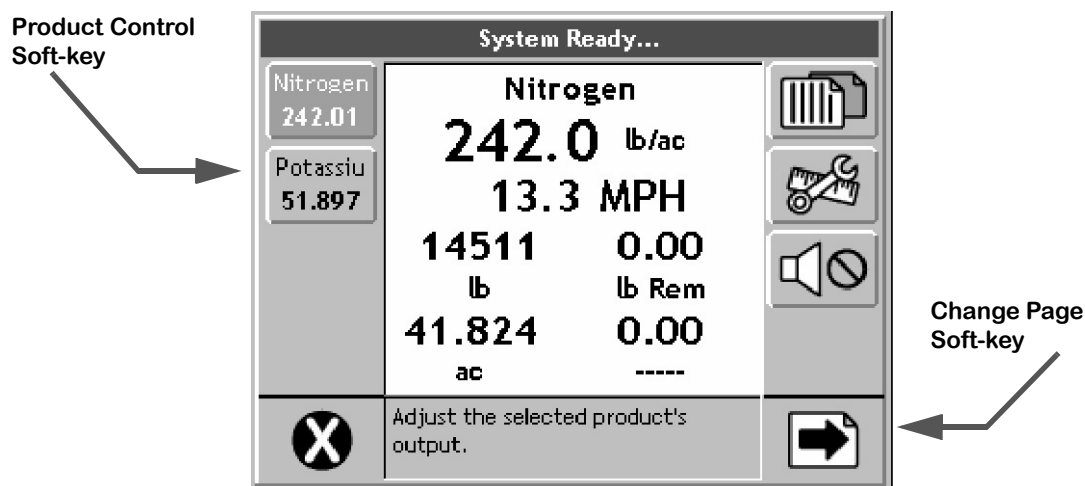 Product Control
Soft-key
System Ready...
Nitrogen
242.01
Potassiu
51.897
Nitrogen
242.0 lb/ac
13.3 MPH
14511 0.00
lb lb Rem
41.824 0.00
ac -----
Adjust the selected product's
output.
Change Page
Soft-key